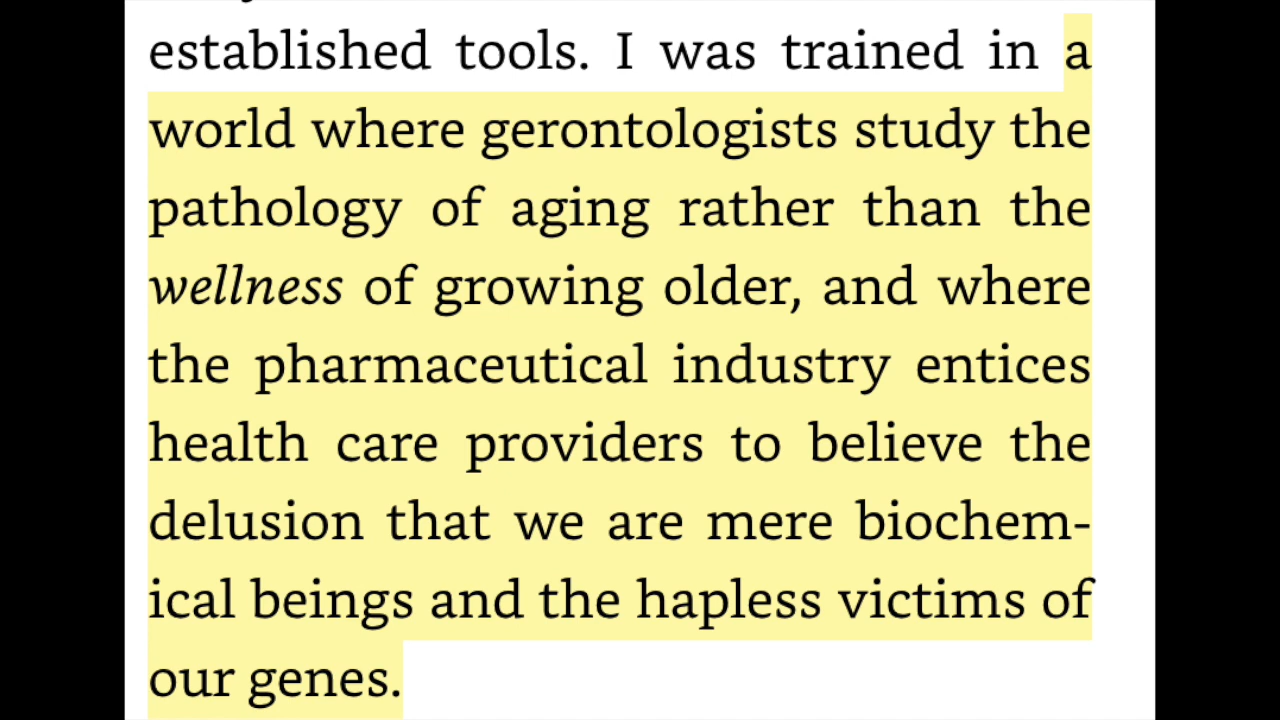 established tools. I was trained in a
world where gerontologists study the
pathology of aging rather than the
wellness of growing older, and where
the pharmaceutical industry entices
health care providers to believe the
delusion that we are mere biochem-
ical beings and the hapless victims of
our genes.